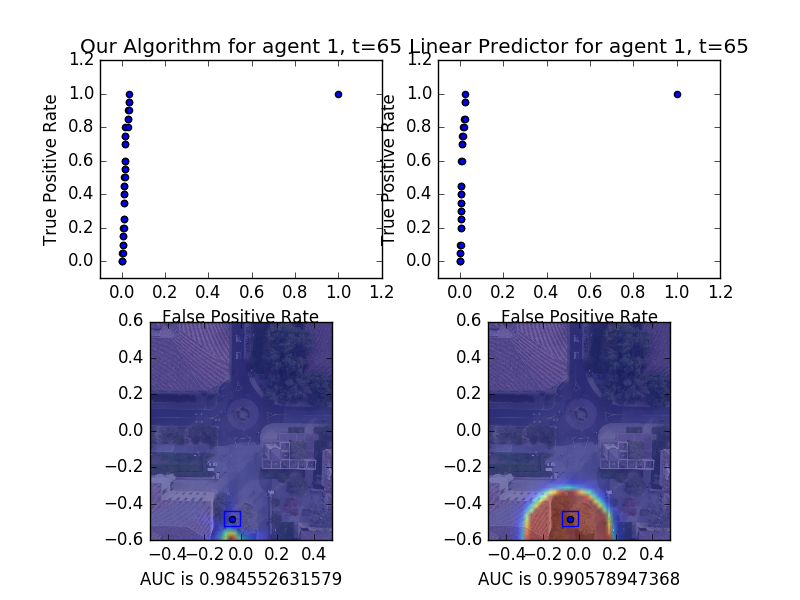 Our Algorithm for agent 1, t=65
Linear Predictor for agent 1, t=65
1.2
1.0
0.8
0.6
0.4
0.2
0.0
True Positive Rate
0.0 0.2 0.4 0.6 0.8 1.0 1.2
False Positive Rate
1.2
1.0
0.8
0.6
0.4
0.2
0.0
True Positive Rate
0.0 0.2 0.4 0.6 0.8 1.0 1.2
False Positive Rate
0.6
0.4
0.2
0.0
−0.2
−0.4
−0.6
−0.4 −0.2 0.0 0.2 0.4
AUC is 0.984552631579
0.6
0.4
0.2
0.0
−0.2
−0.4
−0.6
−0.4 −0.2 0.0 0.2 0.4
AUC is 0.990578947368